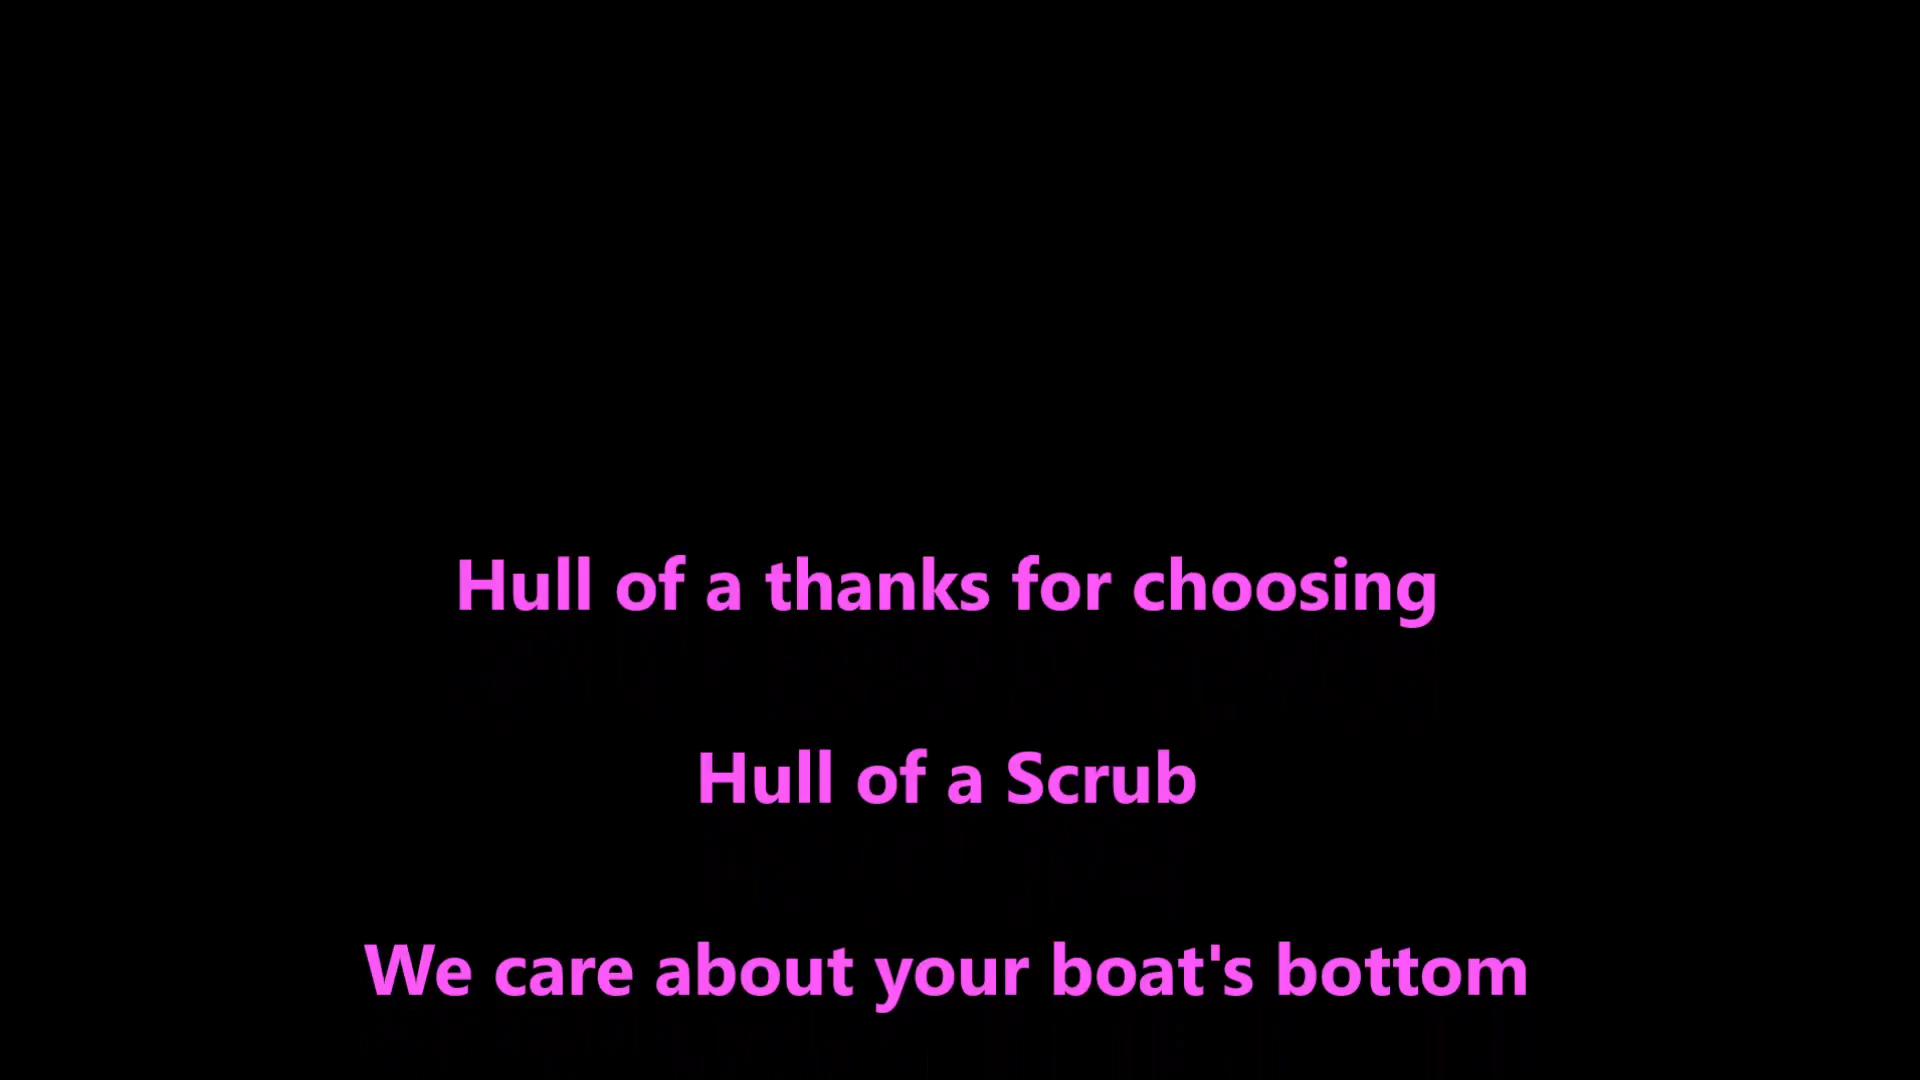 Hull of a thanks for choosing
Hull of a Scrub
We care about your boat's bottom